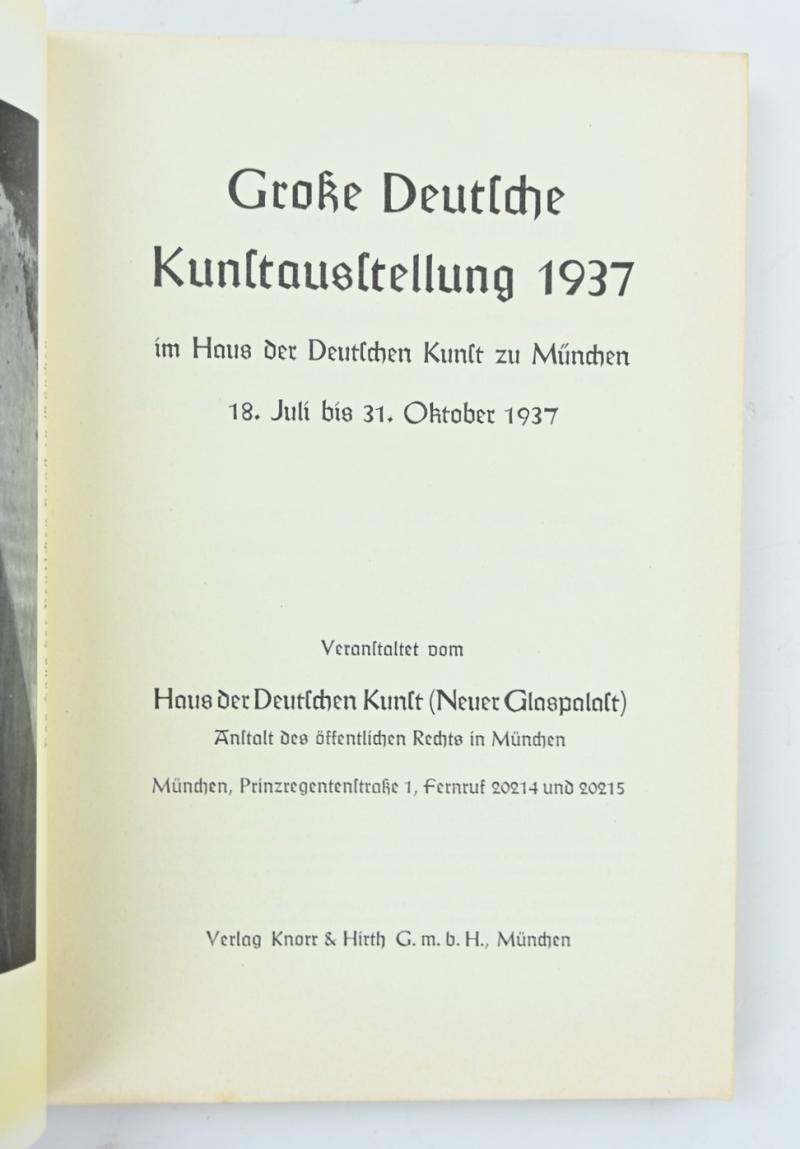 Große Deutſche
Kunſtausſtellung 1937
im Haus der Deutſchen Kunſt zu München
18. Juli bis 31. Oktober 1937
Veranſtaltet vom
Haus der Deutſchen Kunſt (Neuer Glaspalaſt)
Anſtalt des öffentlichen Rechts in München
München, Prinzregentenſtraße 1, Fernruf 20214 und 20215
Verlag Knorr & Hirth G. m. b. H., München